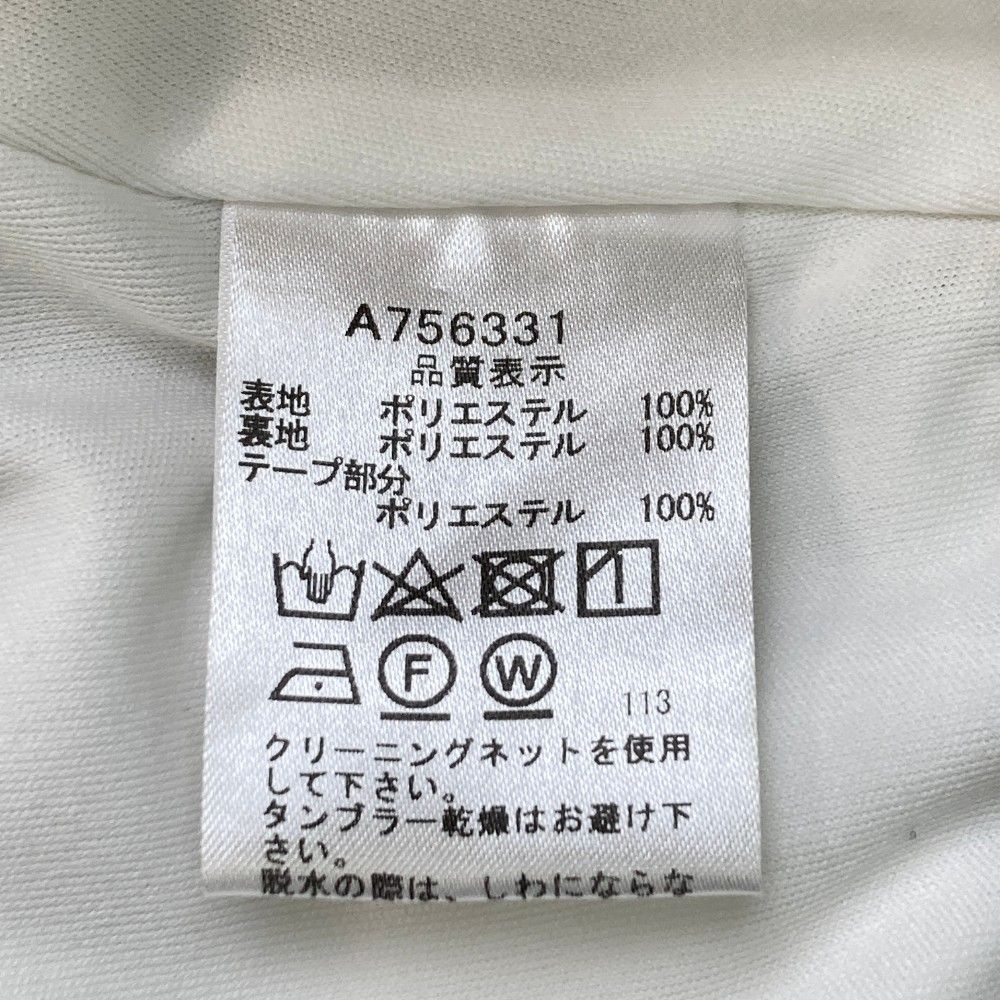 A756331
品質表示
表地 ポリエステル 100%
裏地 ポリエステル 100%
テープ部分
ポリエステル 100%
F W 113
クリーニングネットを使用
して下さい。
タンブラー乾燥はお避け下
さい。
脱水の際は、しわにならな